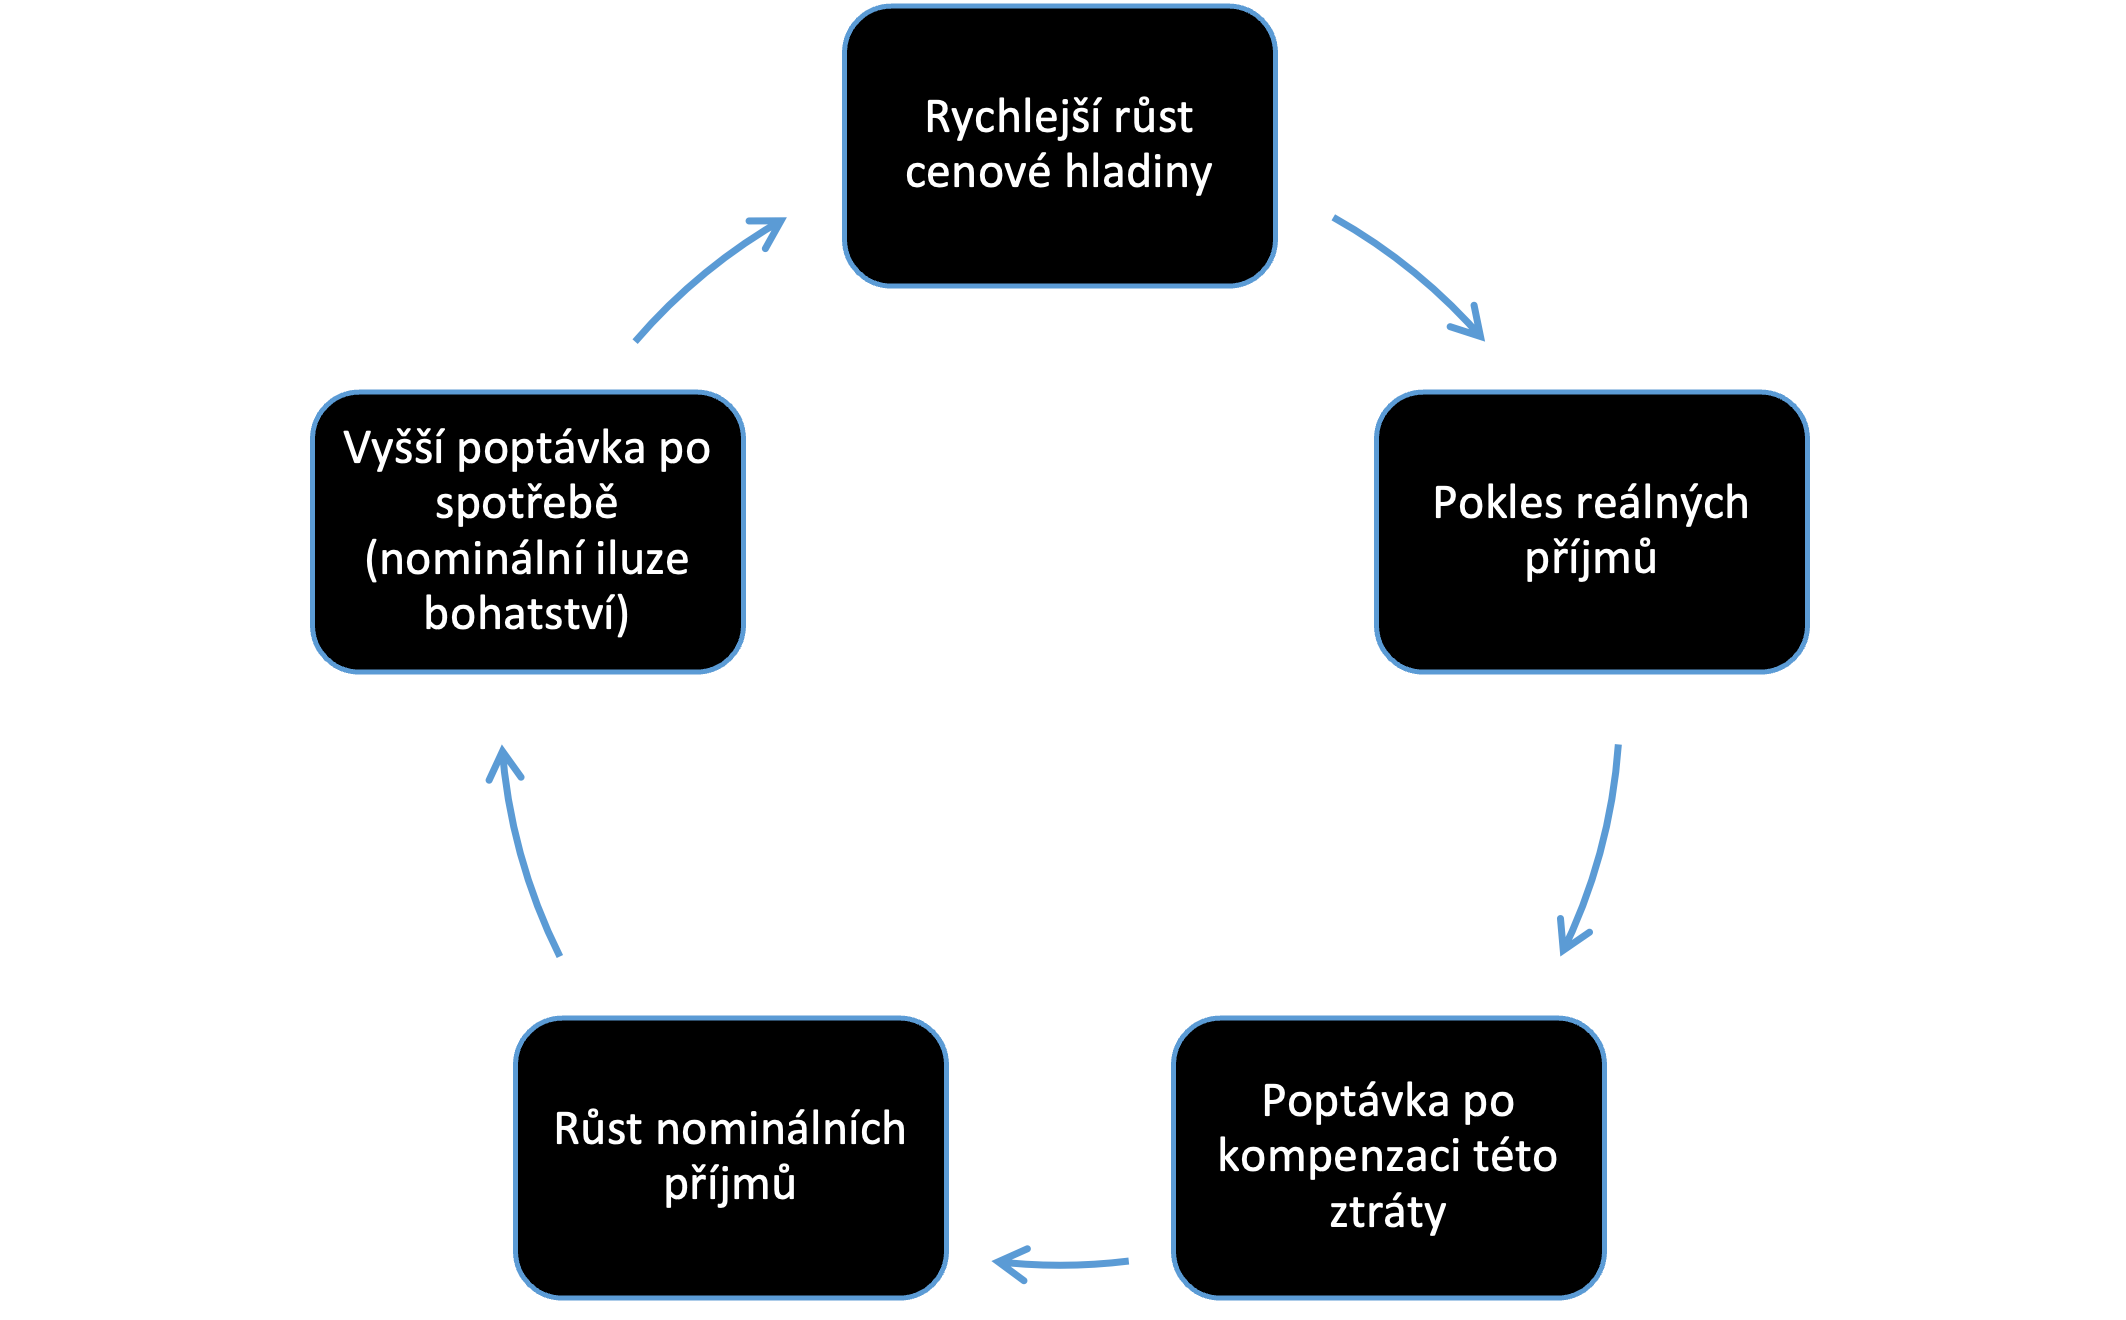 Rychlejší růst
cenové hladiny
Pokles reálných
příjmů
Poptávka po
kompenzaci této
ztráty
Růst nominálních
příjmů
Vyšší poptávka po
spotřebě
(nominální iluze
bohatství)